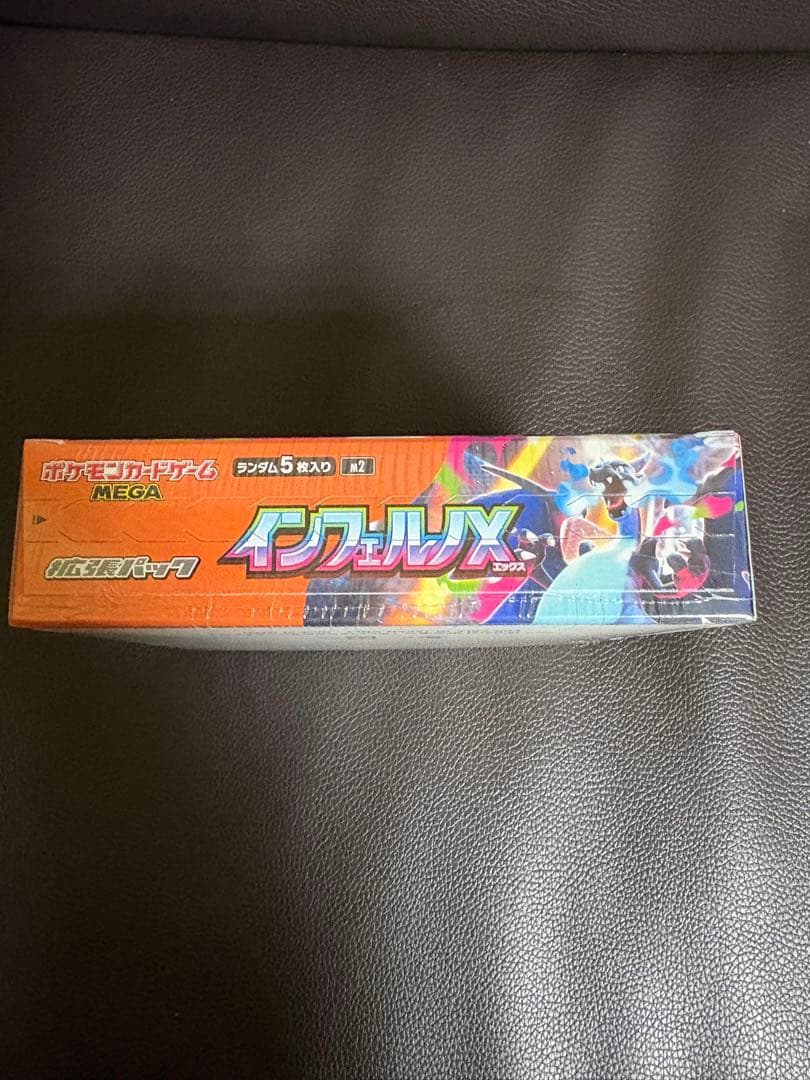 ポケモンカードゲーム
MEGA
ランダム5枚入り
M2
拡張パック
インフェルノX
エックス